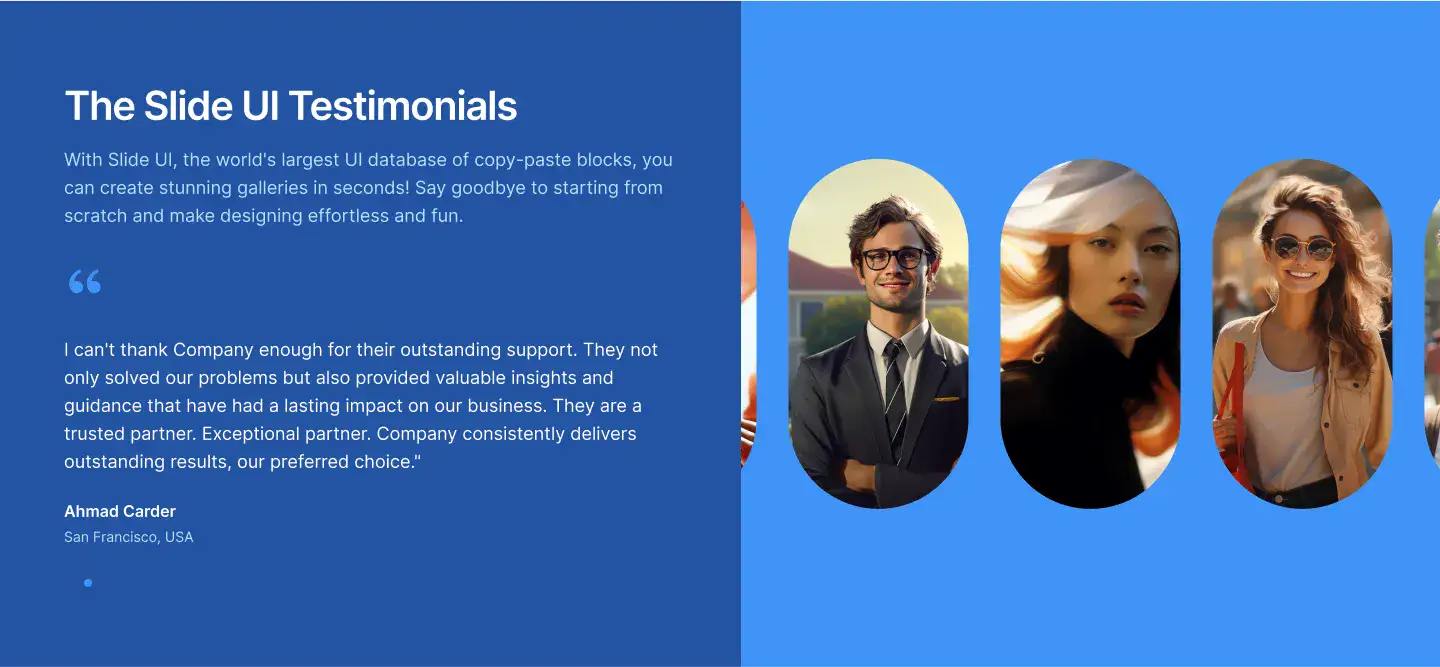 The Slide UI Testimonials
With Slide UI, the world's largest UI database of copy-paste blocks, you
can create stunning galleries in seconds! Say goodbye to starting from
scratch and make designing effortless and fun.
“
I can't thank Company enough for their outstanding support. They not
only solved our problems but also provided valuable insights and
guidance that have had a lasting impact on our business. They are a
trusted partner. Exceptional partner. Company consistently delivers
outstanding results, our preferred choice."
Ahmad Carder
San Francisco, USA